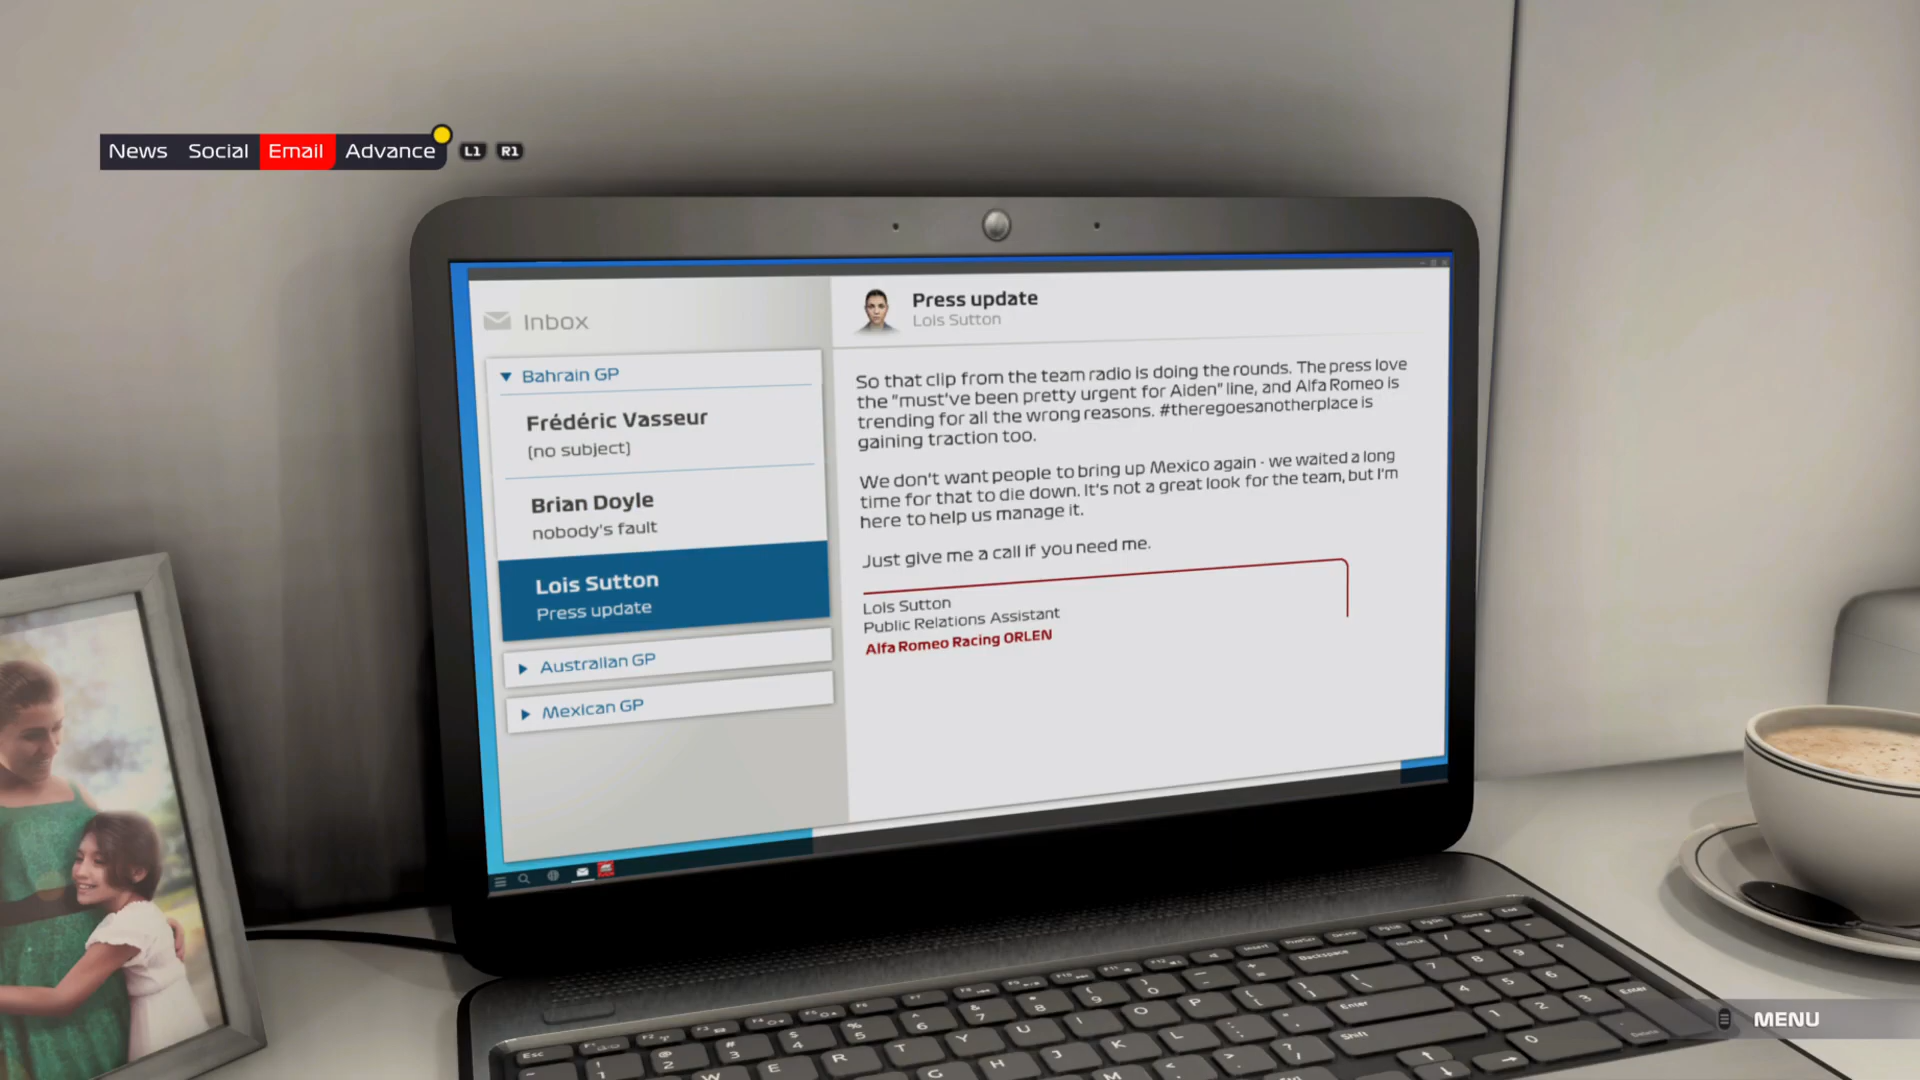 News Social Email Advance L1 R1
Inbox
Bahrain GP
Frédéric Vasseur
(no subject)
Brian Doyle
nobody's fault
Lois Sutton
Press update
Australian GP
Mexican GP
Press update
Lois Sutton
So that clip from the team radio is doing the rounds. The press love
the "must've been pretty urgent for Aiden" line, and Alfa Romeo is
trending for all the wrong reasons. #theregoesanotherplace is
gaining traction too.
We don't want people to bring up Mexico again - we waited a long
time for that to die down. It's not a great look for the team, but I'm
here to help us manage it.
Just give me a call if you need me.
Lois Sutton
Public Relations Assistant
Alfa Romeo Racing ORLEN
MENU
Backspace
Enter
Shift
Esc